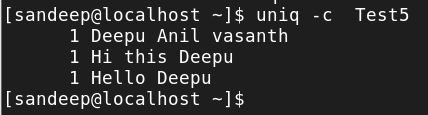 [sandeep@localhost ~]$ uniq -c  Test5
      1 Deepu Anil vasanth
      1 Hi this Deepu
      1 Hello Deepu
[sandeep@localhost ~]$